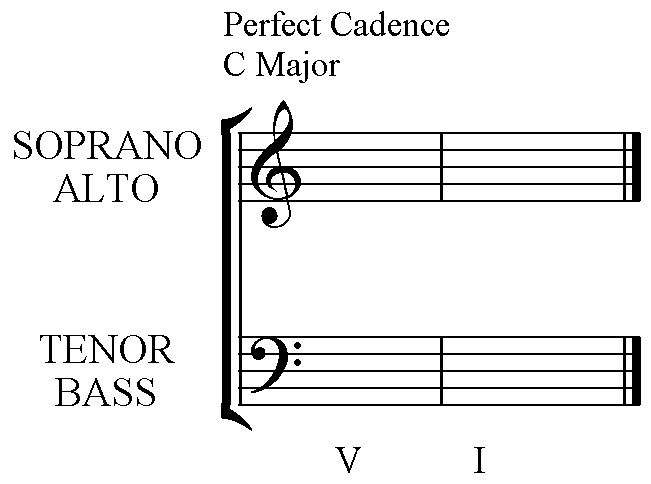 Perfect Cadence
C Major
SOPRANO
ALTO
TENOR
BASS
V I